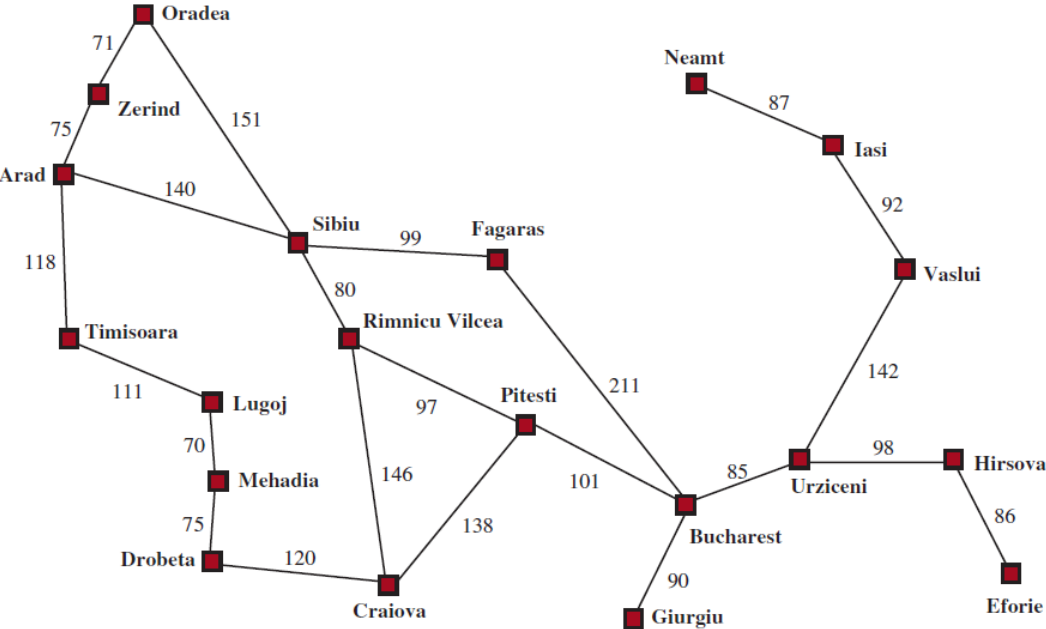 Oradea
71
Neamt
87
Zerind
151
75
Iasi
Arad
140
92
Sibiu
Fagaras
99
118
Vaslui
80
Rimnicu Vilcea
Timisoara
142
111
211
Lugoj
97
Pitesti
70
98
Hirsova
Mehadia
146
101
85
Urziceni
75
138
86
Bucharest
Drobeta
120
90
Craiova
Giurgiu
Eforie